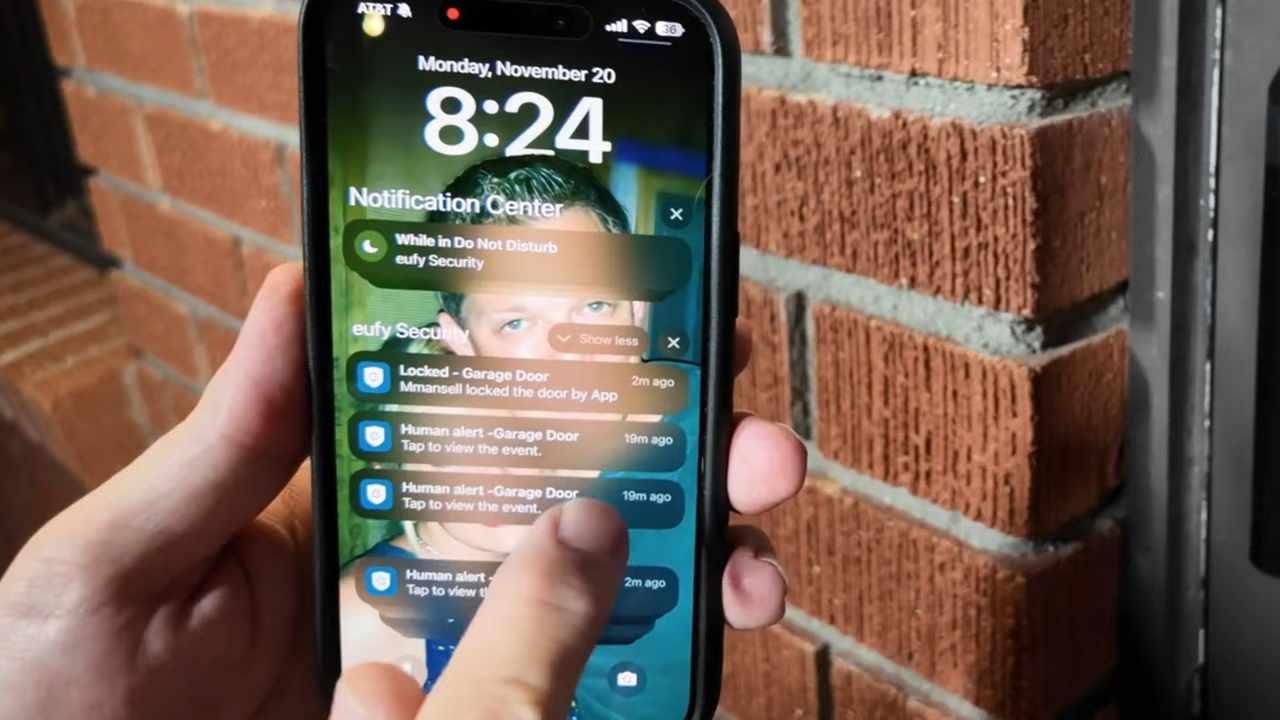 AT&T
36
Monday, November 20
8:24
Notification Center
While in Do Not Disturb
eufy Security
eufy Security
Show less
Locked - Garage Door
2m ago
Mmansell locked the door by App
Human alert -Garage Door
19m ago
Tap to view the event.
Human alert -Garage Door
19m ago
Tap to view the event.
Human alert -
2m ago
Tap to view